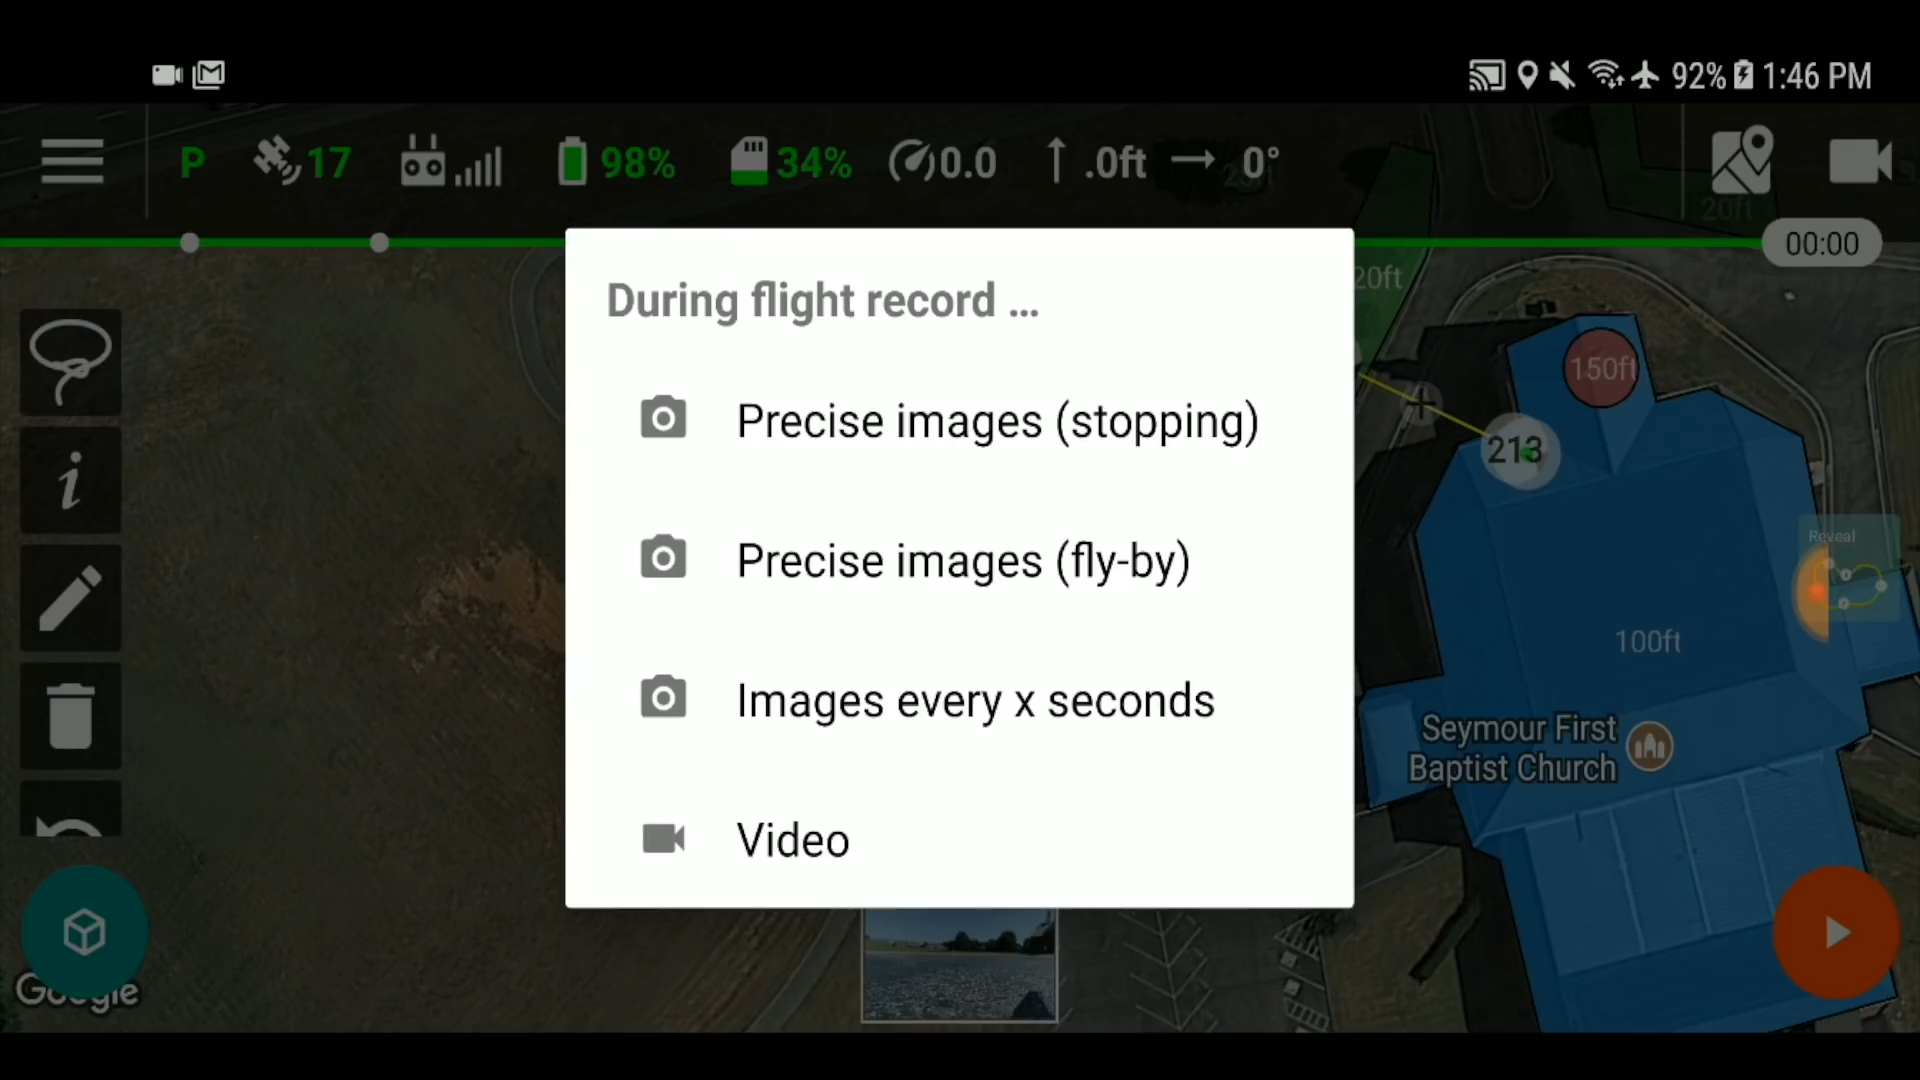 92% 1:46 PM
P 17 98% 34% 0.0 .0ft 0°
20ft
00:00
20ft
During flight record ...
Precise images (stopping)
Precise images (fly-by)
Images every x seconds
Video
150ft
213
Reveal
100ft
Seymour First
Baptist Church
Google